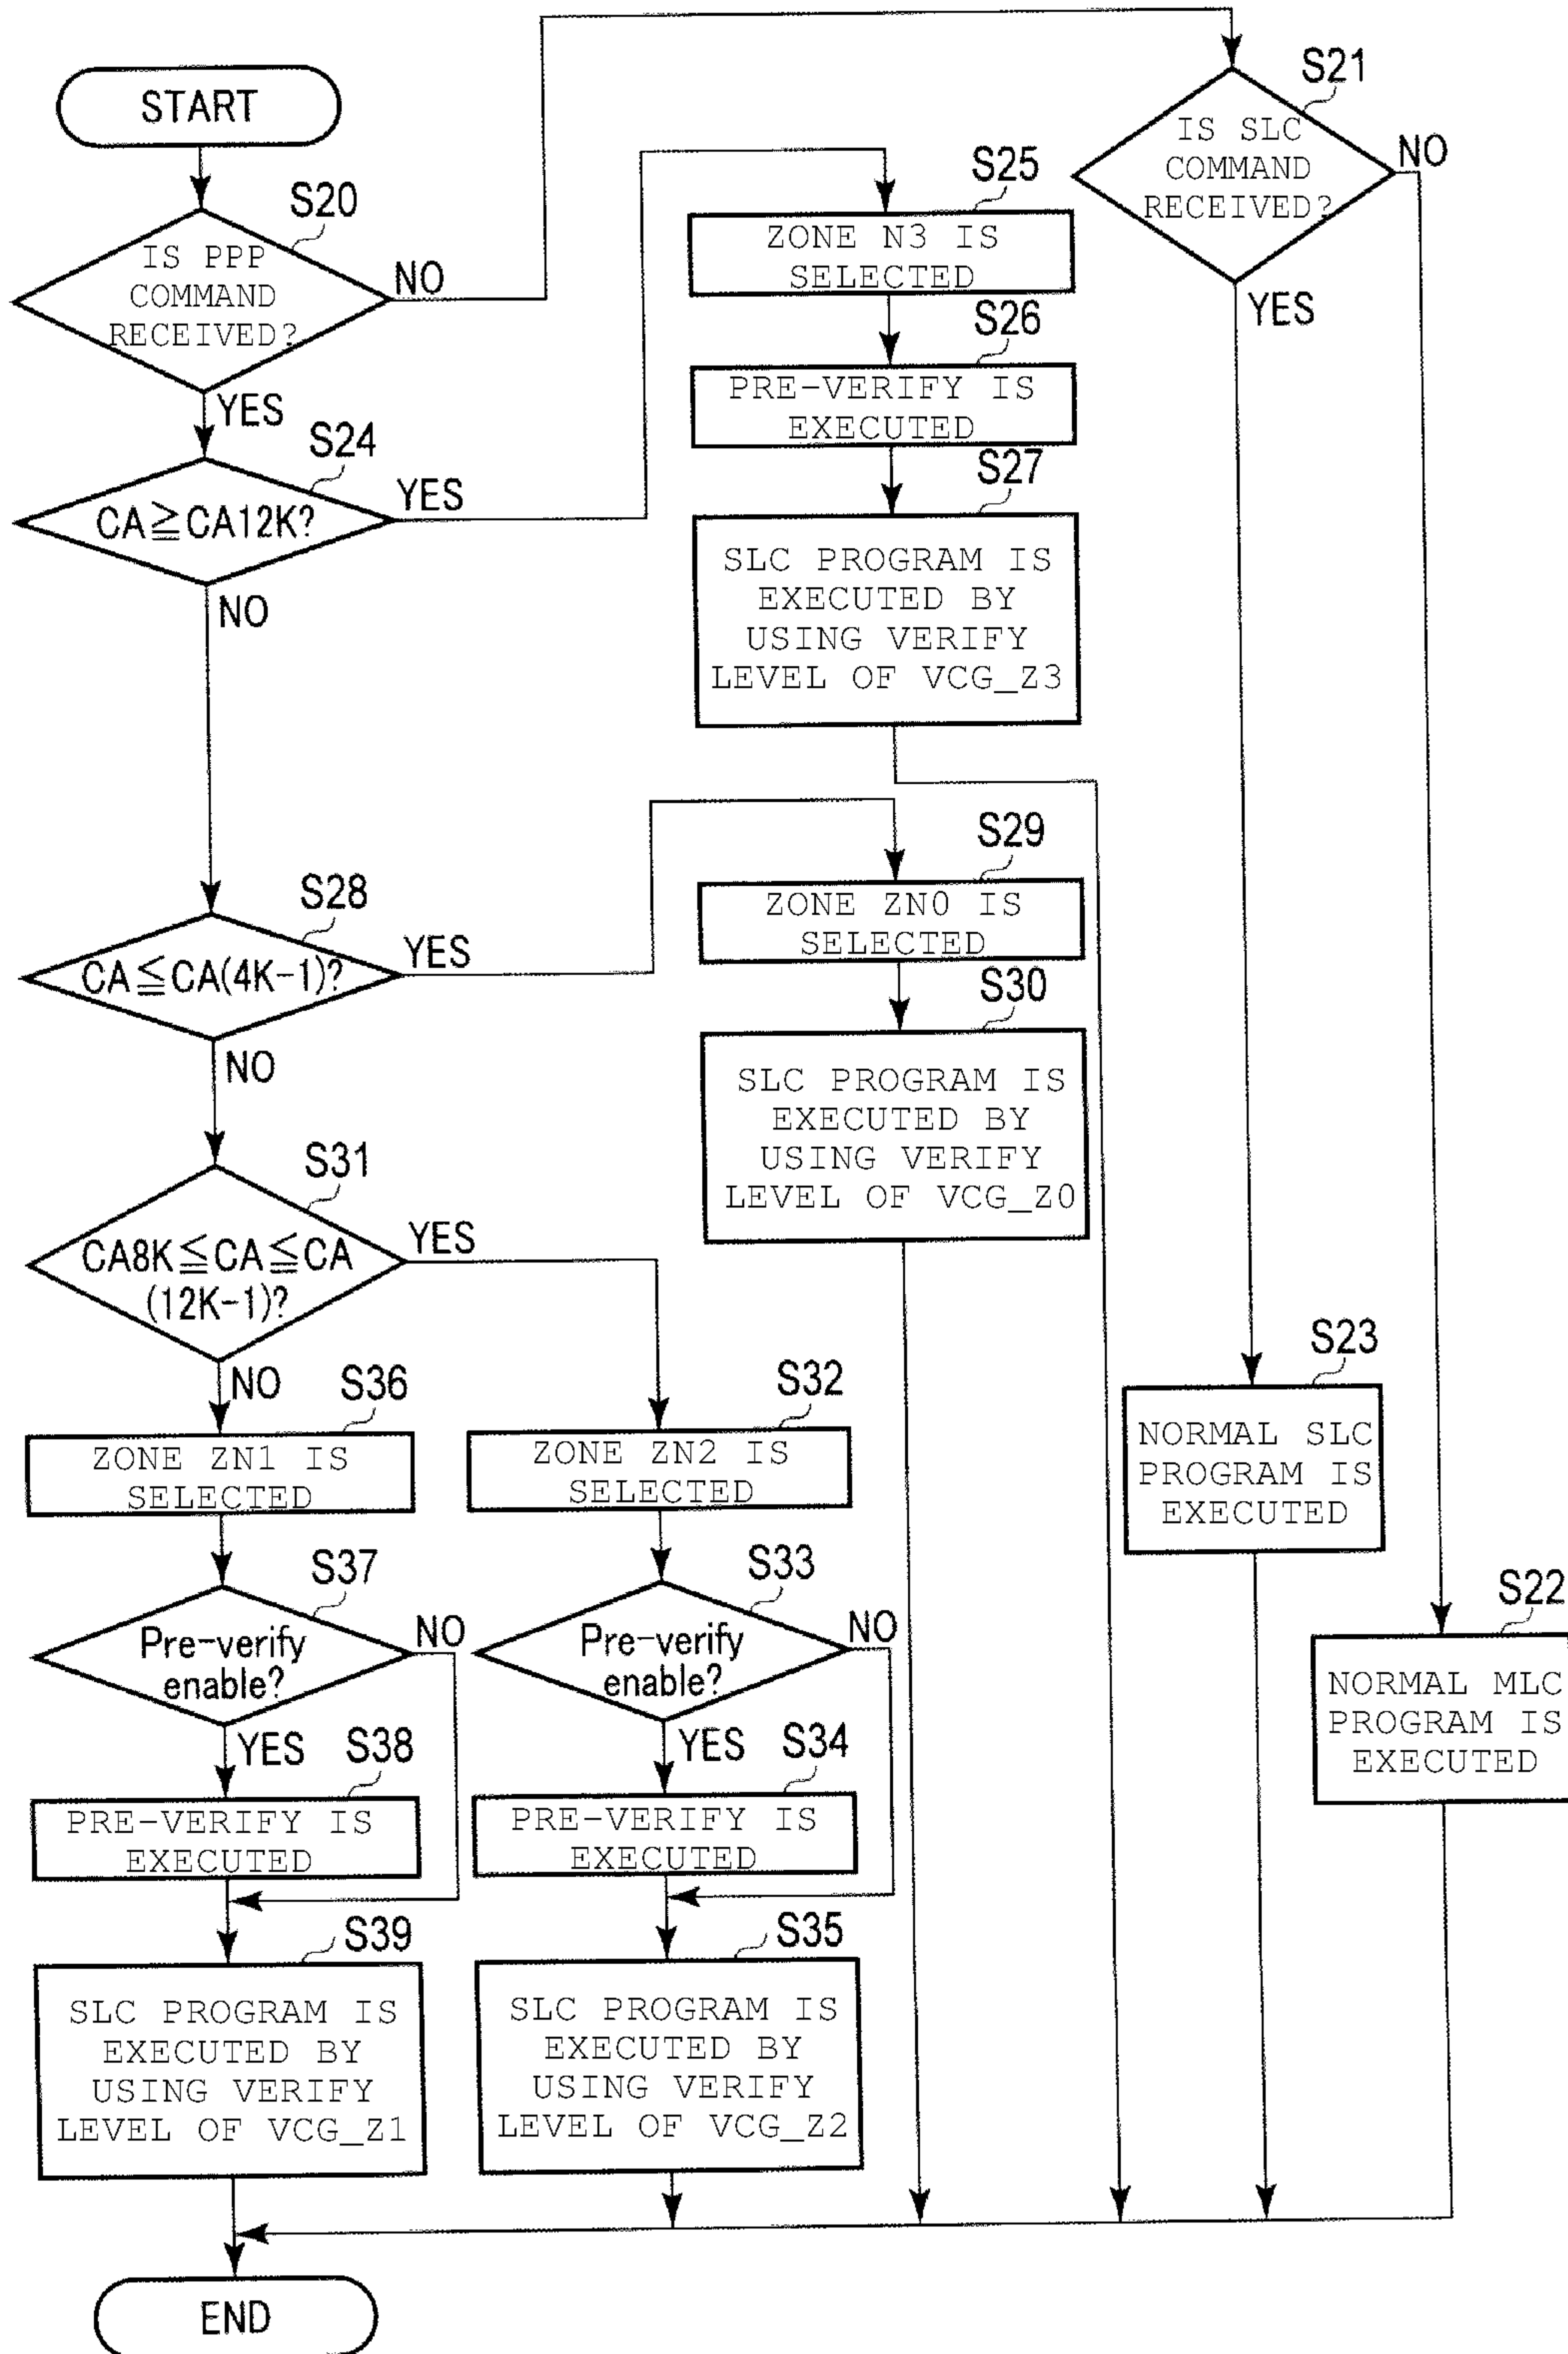 START
S20
IS PPP
COMMAND
RECEIVED?
NO
YES
S21
IS SLC
COMMAND
RECEIVED?
NO
YES
S24
CA≧CA12K?
YES
NO
S25
ZONE N3 IS
SELECTED
S26
PRE-VERIFY IS
EXECUTED
S27
SLC PROGRAM IS
EXECUTED BY
USING VERIFY
LEVEL OF VCG_Z3
S28
CA≦CA(4K-1)?
YES
NO
S29
ZONE ZN0 IS
SELECTED
S30
SLC PROGRAM IS
EXECUTED BY
USING VERIFY
LEVEL OF VCG_Z0
S31
CA8K≦CA≦CA
(12K-1)?
YES
NO
S36
ZONE ZN1 IS
SELECTED
S32
ZONE ZN2 IS
SELECTED
S23
NORMAL SLC
PROGRAM IS
EXECUTED
S37
Pre-verify
enable?
NO
YES
S33
Pre-verify
enable?
NO
YES
S22
NORMAL MLC
PROGRAM IS
EXECUTED
S38
PRE-VERIFY IS
EXECUTED
S34
PRE-VERIFY IS
EXECUTED
S39
SLC PROGRAM IS
EXECUTED BY
USING VERIFY
LEVEL OF VCG_Z1
S35
SLC PROGRAM IS
EXECUTED BY
USING VERIFY
LEVEL OF VCG_Z2
END